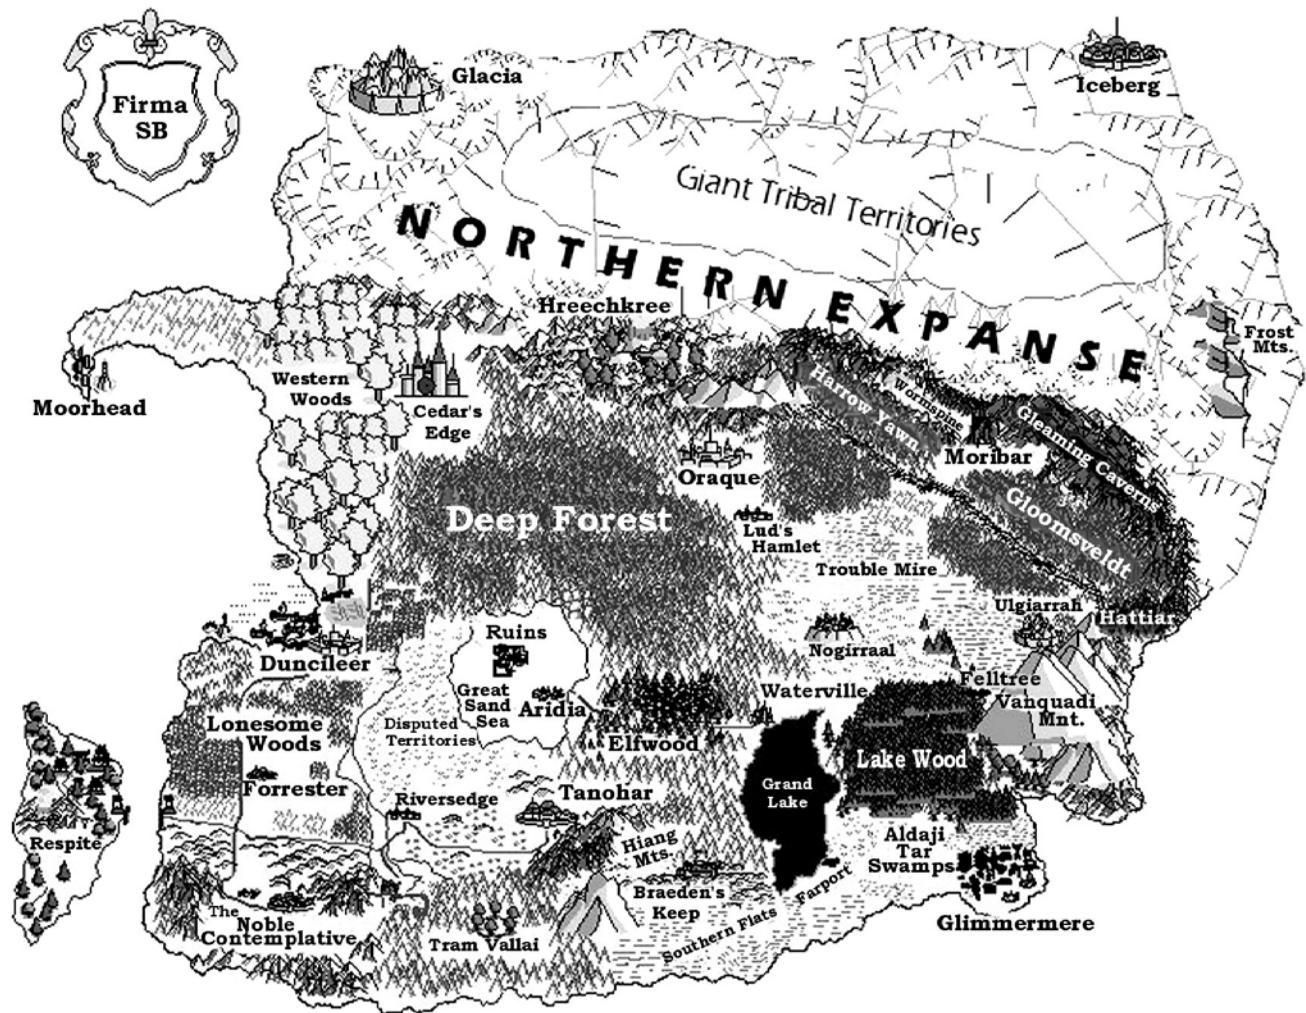 Firma
SB
Glacia
Iceberg
Giant Tribal Territories
NORTHERN EXPANSE
Hreechkree
Frost
Mts.
Moorhead
Western
Woods
Cedar's
Edge
Harrow Yawn
Wormspine
Gleaming Caverns
Moribar
Oraque
Deep Forest
Gloomsveldt
Lud's
Hamlet
Trouble Mire
Ulgiarrah
Hattiar
Ruins
Nogirraal
Duncileer
Great
Sand
Sea
Aridia
Waterville
Felltree
Vanquadi
Mnt.
Lonesome
Woods
Disputed
Territories
Elfwood
Lake Wood
Grand
Lake
Forrester
Riversedge
Tanohar
Respite
Hiang
Mts.
Aldaji
Tar
Swamps
Braeden's
Keep
Farport
The
Noble
Contemplative
Tram Vallai
Southern Flats
Glimmermere